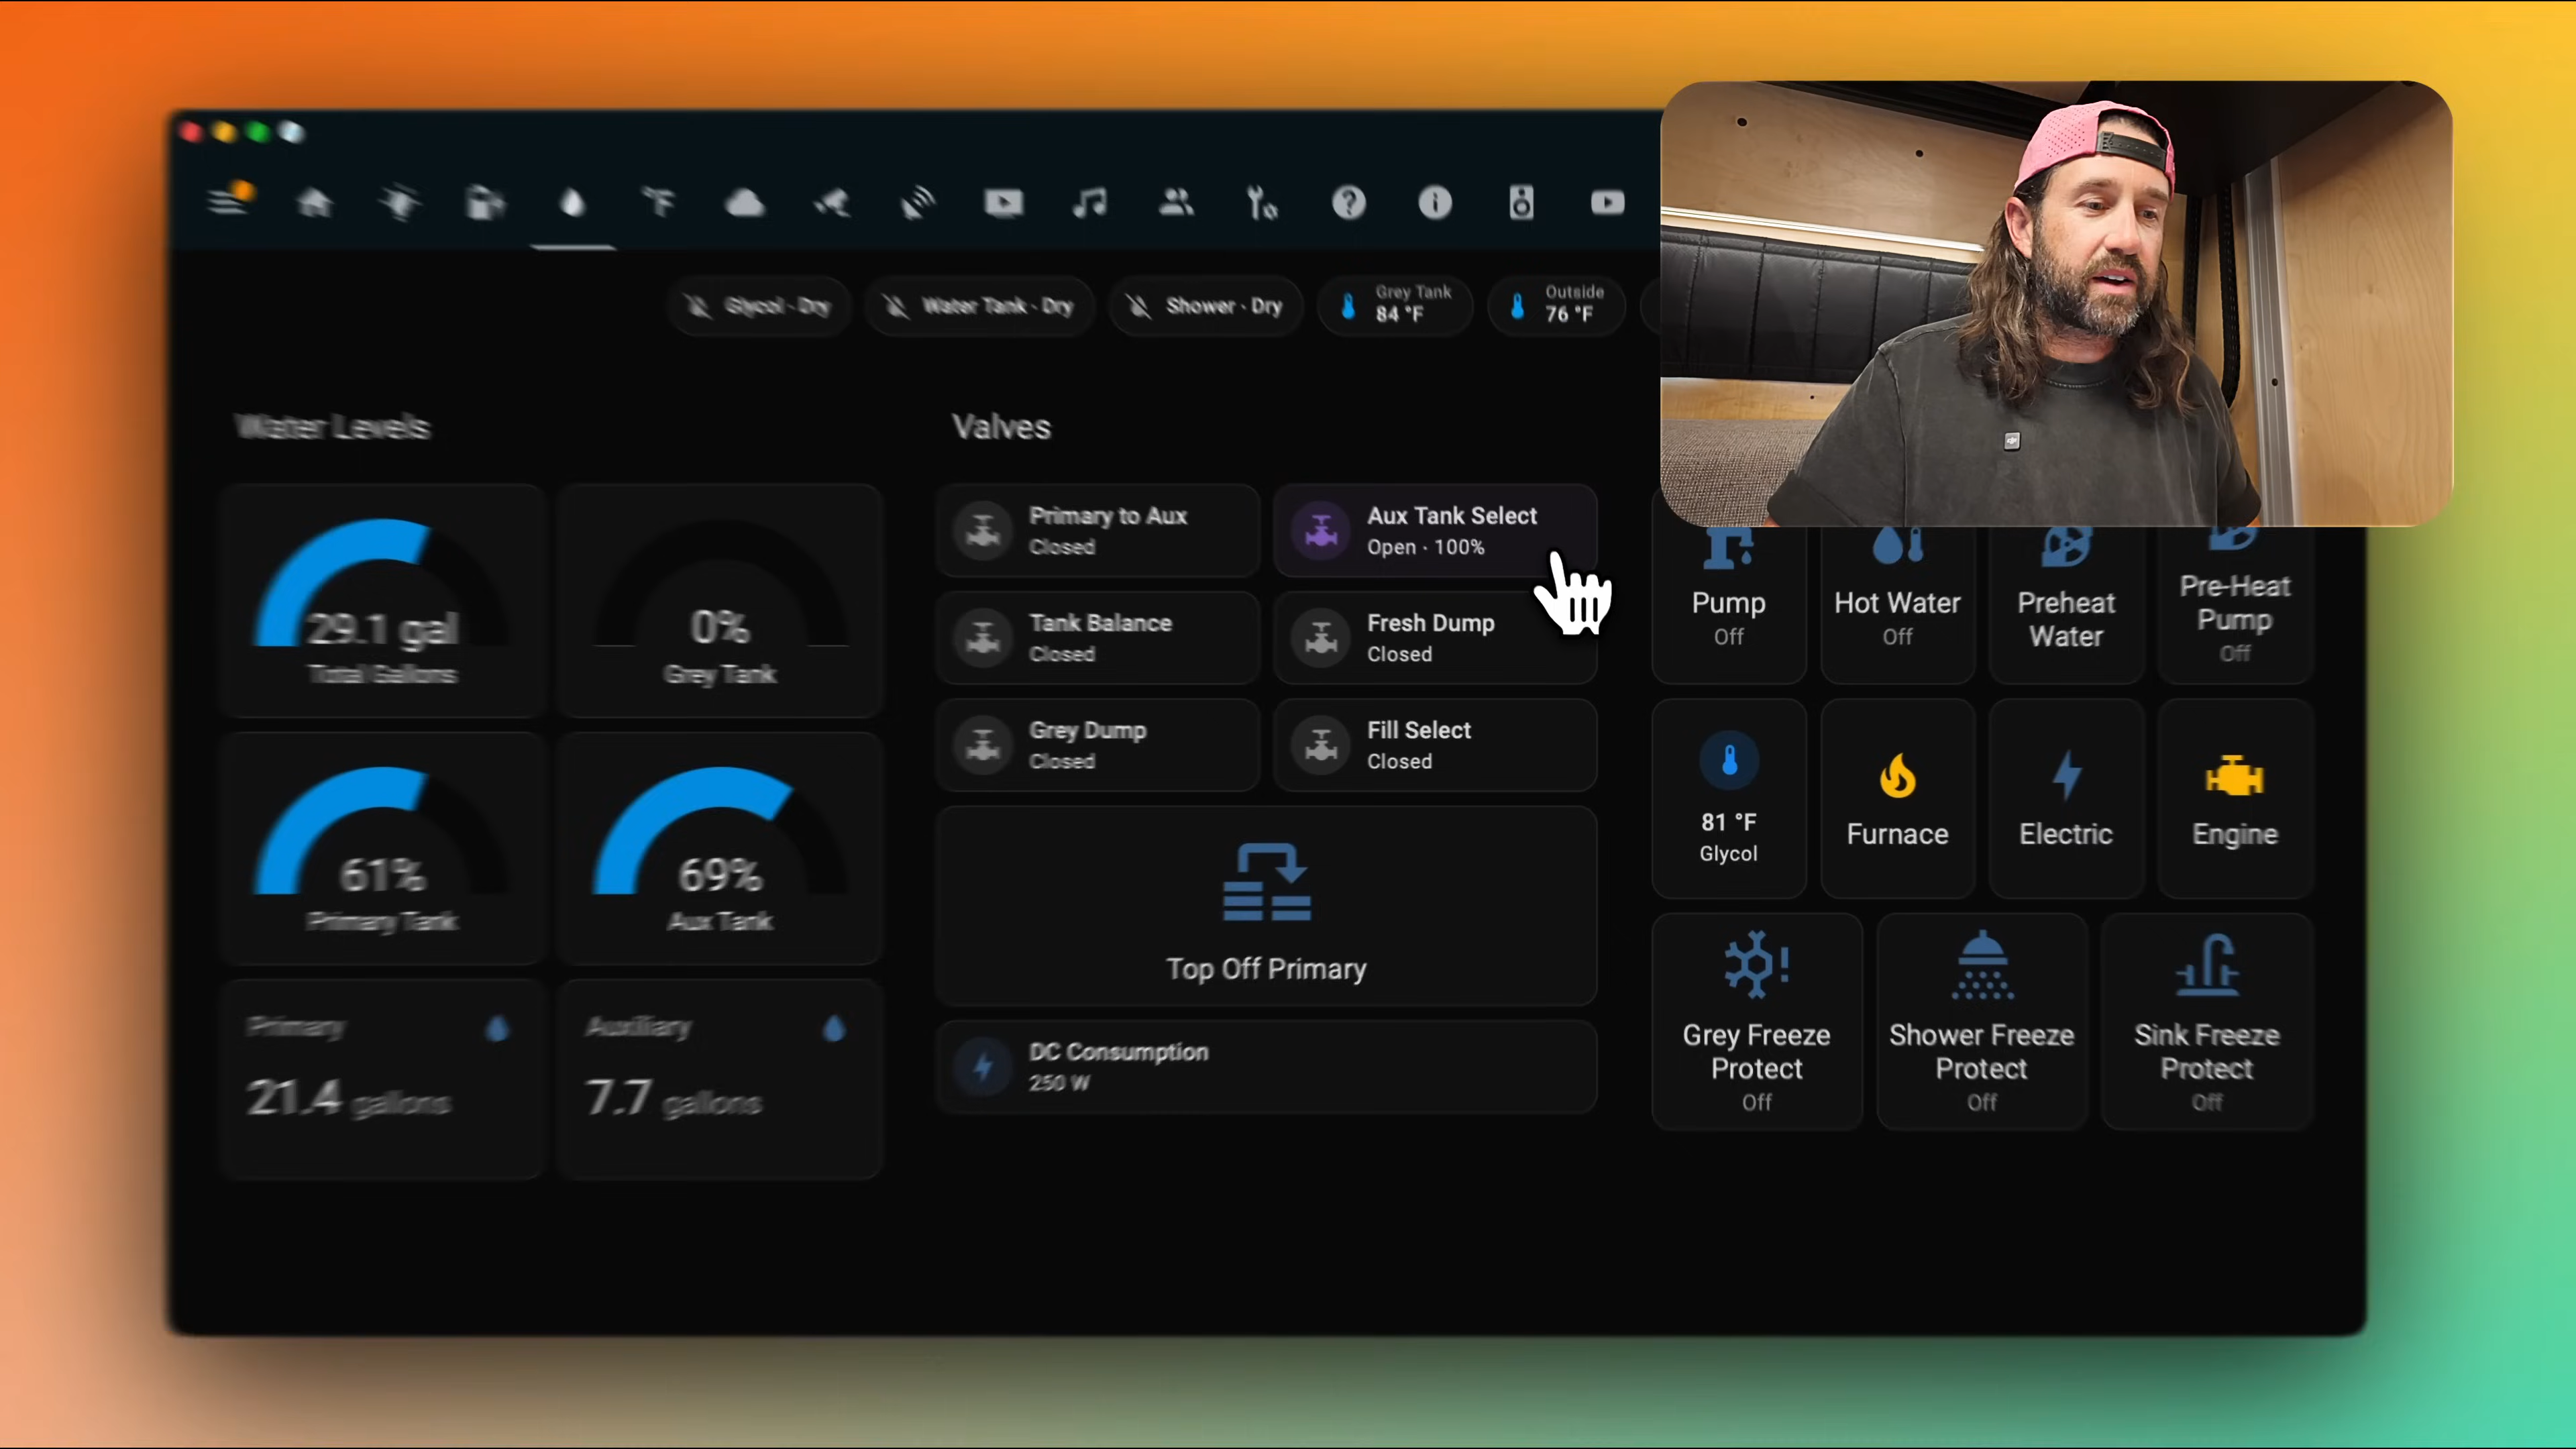 Glycol · Dry
Water Tank · Dry
Shower · Dry
Grey Tank
84 °F
Outside
76 °F
Water Levels
29.1 gal
Total Gallons
0%
Grey Tank
61%
Primary Tank
69%
Aux Tank
Primary
21.4 gallons
Auxiliary
7.7 gallons
Valves
Primary to Aux
Closed
Aux Tank Select
Open · 100%
Tank Balance
Closed
Fresh Dump
Closed
Grey Dump
Closed
Fill Select
Closed
Top Off Primary
DC Consumption
250 W
Pump
Off
Hot Water
Off
Preheat
Water
Pre-Heat
Pump
Off
81 °F
Glycol
Furnace
Electric
Engine
Grey Freeze
Protect
Off
Shower Freeze
Protect
Off
Sink Freeze
Protect
Off